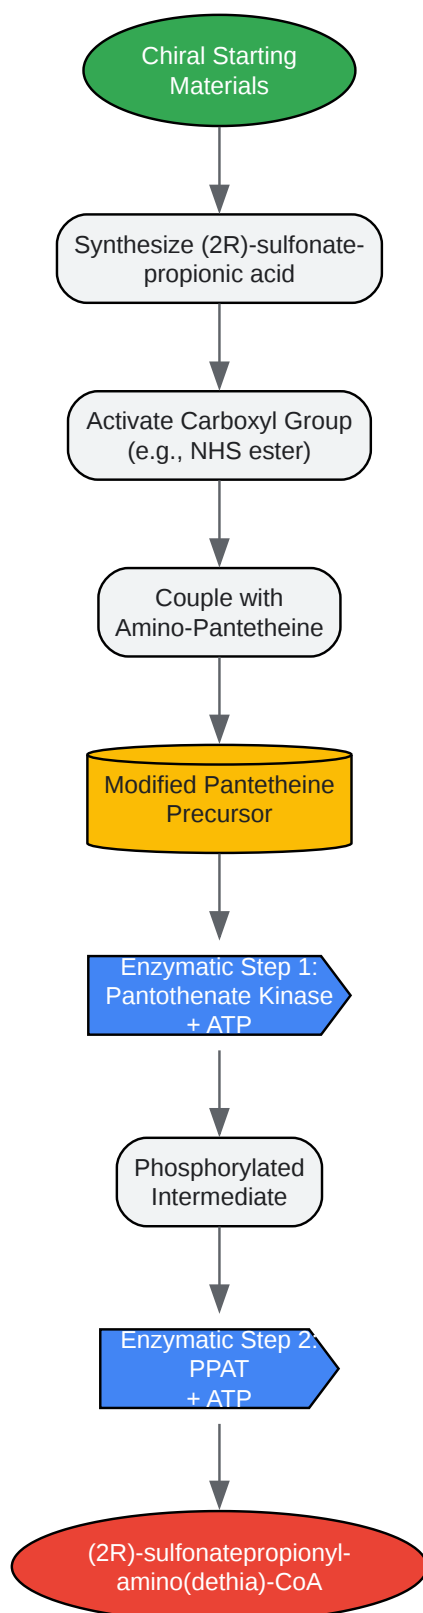 Chiral Starting
Materials
Synthesize (2R)-sulfonate-
propionic acid
Activate Carboxyl Group
(e.g., NHS ester)
Couple with
Amino-Pantetheine
Modified Pantetheine
Precursor
Enzymatic Step 1:
Pantothenate Kinase
+ ATP
Phosphorylated
Intermediate
Enzymatic Step 2:
PPAT
+ ATP
(2R)-sulfonatepropionyl-
amino(dethia)-CoA